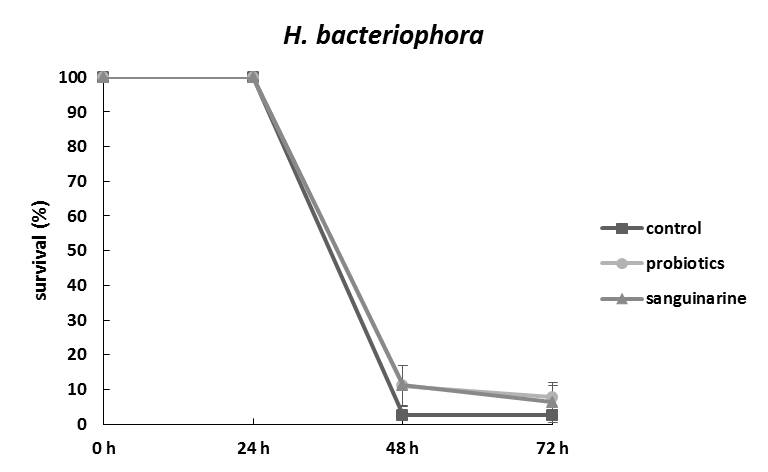 H. bacteriophora
survival (%)
100
90
80
70
60
50
40
30
20
10
0
0 h 24 h 48 h 72 h
control
probiotics
sanguinarine